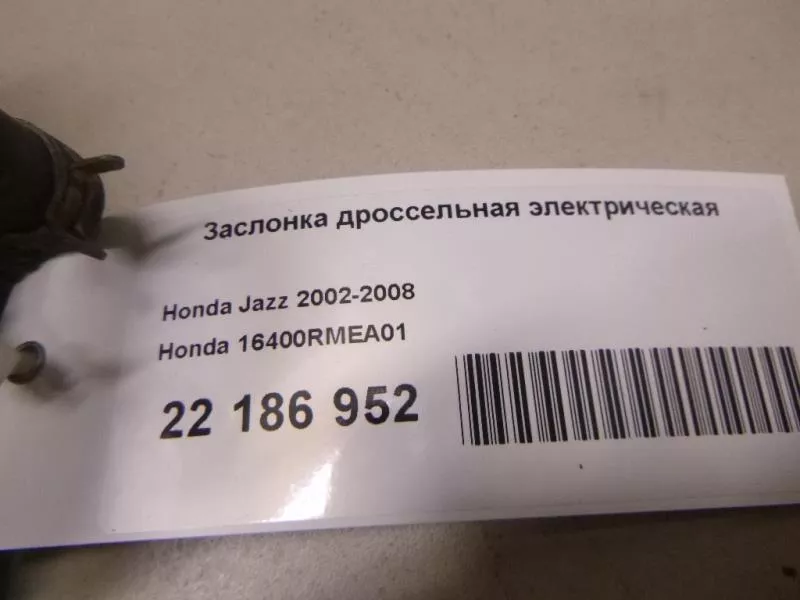 Заслонка дроссельная электрическая
Honda Jazz 2002-2008
Honda 16400RMEA01
22 186 952